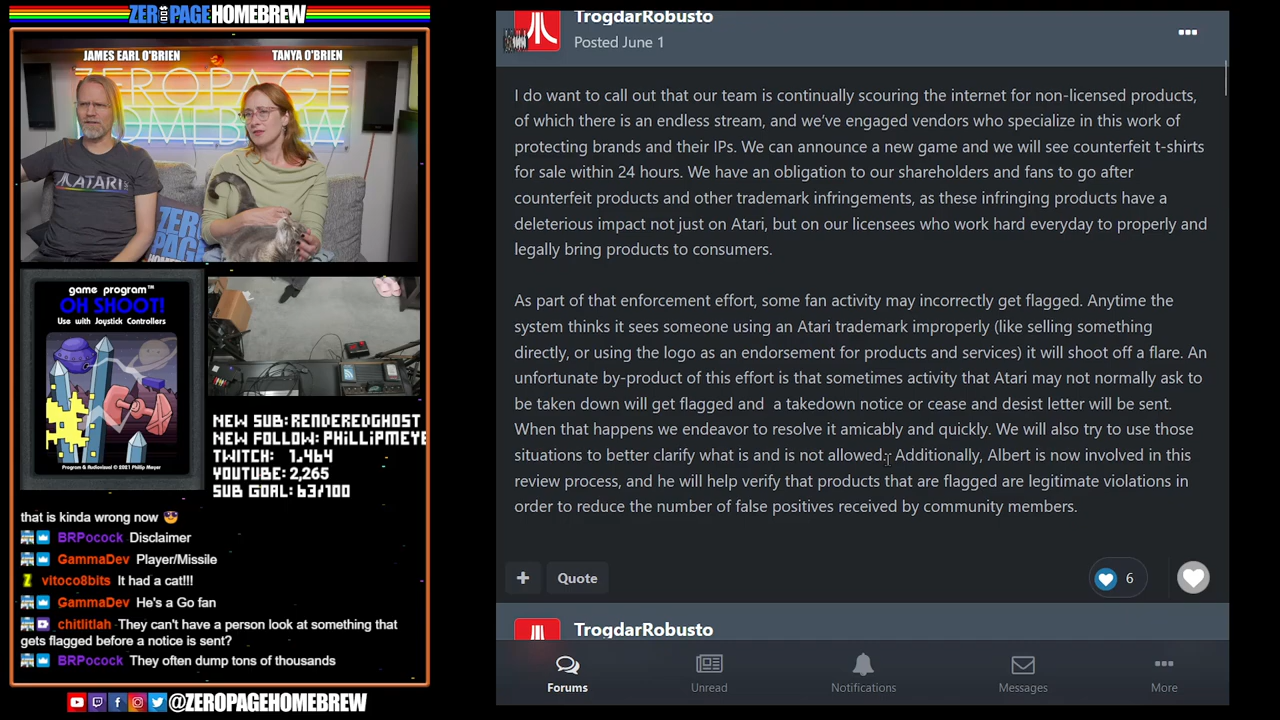 ZERO PAGE HOMEBREW
JAMES EARL O'BRIEN
TANYA O'BRIEN
ZEROPAGE
HOMEBREW
ATARI
ZERO
PAGE
game program™
OH SHOOT!
Use with Joystick Controllers
Program & Audiovisual © 2021 Philip Meyer
NEW SUB: RENDEREDGHOST
NEW FOLLOW: PHILLIPMEYE
TWITCH: 1,464
YOUTUBE: 2,265
SUB GOAL: 63/100
that is kinda wrong now 😎
BRPocock Disclaimer
GammaDev Player/Missile
vitoco8bits It had a cat!!!
GammaDev He's a Go fan
chitlitlah They can't have a person look at something that
gets flagged before a notice is sent?
BRPocock They often dump tons of thousands
@ZEROPAGEHOMEBREW
TrogdarRobusto
Posted June 1
I do want to call out that our team is continually scouring the internet for non-licensed products,
of which there is an endless stream, and we've engaged vendors who specialize in this work of
protecting brands and their IPs. We can announce a new game and we will see counterfeit t-shirts
for sale within 24 hours. We have an obligation to our shareholders and fans to go after
counterfeit products and other trademark infringements, as these infringing products have a
deleterious impact not just on Atari, but on our licensees who work hard everyday to properly and
legally bring products to consumers.
As part of that enforcement effort, some fan activity may incorrectly get flagged. Anytime the
system thinks it sees someone using an Atari trademark improperly (like selling something
directly, or using the logo as an endorsement for products and services) it will shoot off a flare. An
unfortunate by-product of this effort is that sometimes activity that Atari may not normally ask to
be taken down will get flagged and  a takedown notice or cease and desist letter will be sent.
When that happens we endeavor to resolve it amicably and quickly. We will also try to use those
situations to better clarify what is and is not allowed. Additionally, Albert is now involved in this
review process, and he will help verify that products that are flagged are legitimate violations in
order to reduce the number of false positives received by community members.
+ Quote
6
TrogdarRobusto
Forums
Unread
Notifications
Messages
More